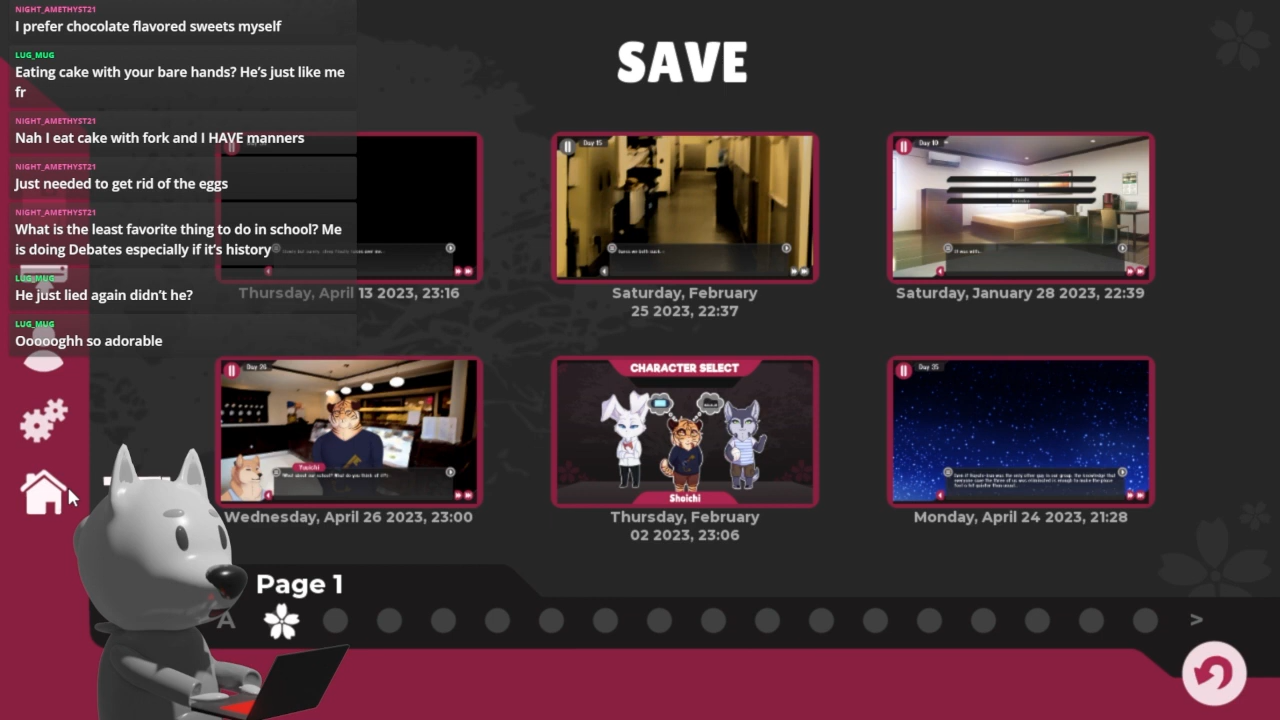 NIGHT_AMETHYST21
I prefer chocolate flavored sweets myself
LUG_MUG
Eating cake with your bare hands? He's just like me
fr
NIGHT_AMETHYST21
Nah I eat cake with fork and I HAVE manners
NIGHT_AMETHYST21
Just needed to get rid of the eggs
NIGHT_AMETHYST21
What is the least favorite thing to do in school? Me
is doing Debates especially if it's history
LUG_MUG
He just lied again didn't he?
LUG_MUG
Oooooghh so adorable
SAVE
Day 15
Day 10
Thursday, April 13 2023, 23:16
Saturday, February
25 2023, 22:37
Saturday, January 28 2023, 22:39
Day 26
Yuuichi
What about our school? What do you think of it?
CHARACTER SELECT
Shoichi
Day 35
Wednesday, April 26 2023, 23:00
Thursday, February
02 2023, 23:06
Monday, April 24 2023, 21:28
Page 1
A
>